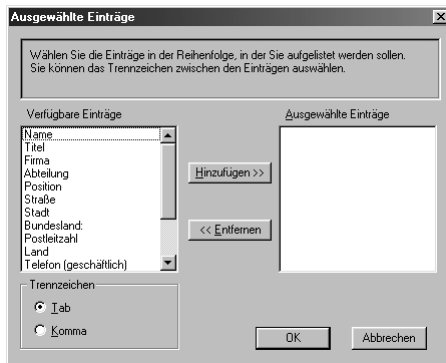 Ausgewählte Einträge
Wählen Sie die Einträge in der Reihenfolge, in der Sie aufgelistet werden sollen.
Sie können das Trennzeichen zwischen den Einträgen auswählen.
Verfügbare Einträge
Name
Titel
Firma
Abteilung
Position
Straße
Stadt
Bundesland:
Postleitzahl
Land
Telefon (geschäftlich)
Hinzufügen >>
<< Entfernen
Ausgewählte Einträge
Trennzeichen
Tab
Komma
OK
Abbrechen